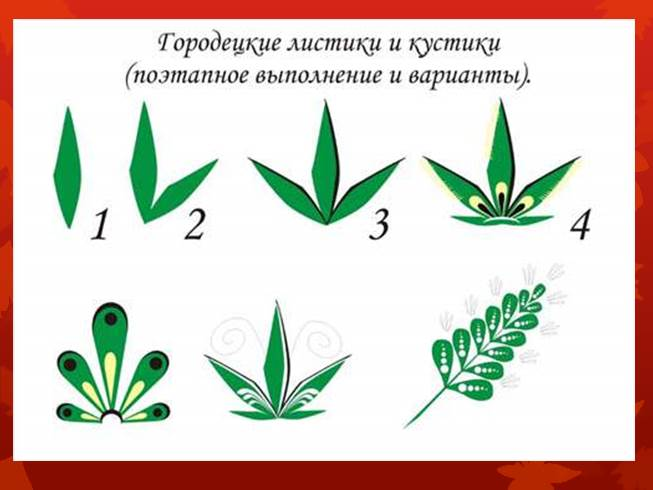 Городецкие листики и кустики
(поэтапное выполнение и варианты).
1 2 3 4